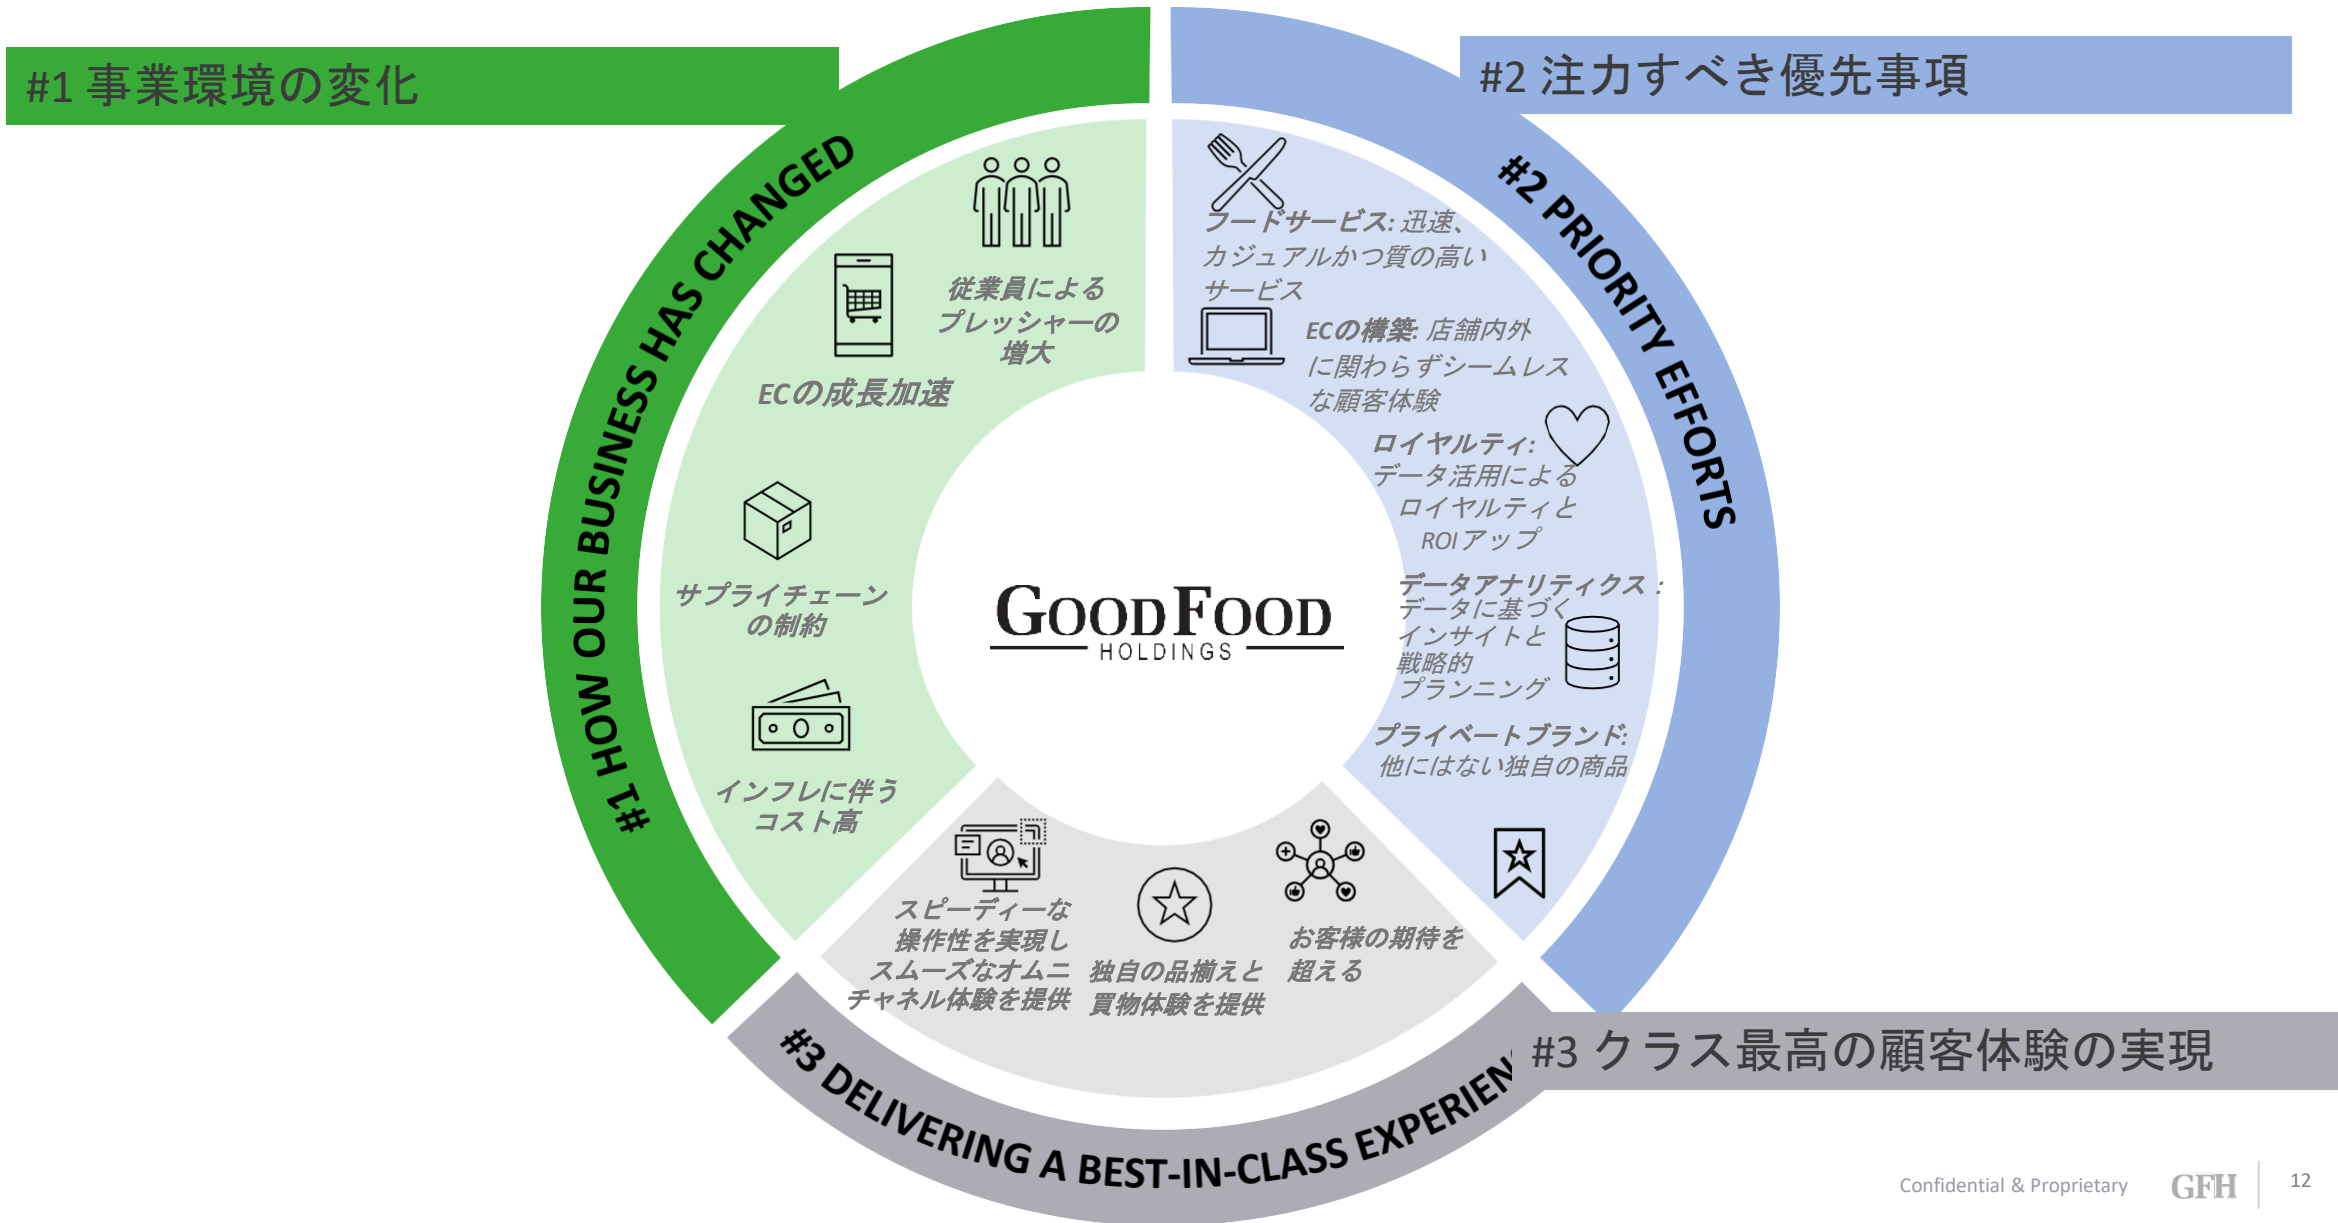 #1 事業環境の変化
#2 注力すべき優先事項
#1 HOW OUR BUSINESS HAS CHANGED
従業員による
プレッシャーの
増大
ECの成長加速
サプライチェーン
の制約
インフレに伴う
コスト高
#2 PRIORITY EFFORTS
フードサービス: 迅速、
カジュアルかつ質の高い
サービス
ECの構築: 店舗内外
に関わらずシームレス
な顧客体験
ロイヤルティ:
データ活用による
ロイヤルティと
ROIアップ
データアナリティクス:
データに基づく
インサイトと
戦略的
プランニング
プライベートブランド:
他にはない独自の商品
GOOD FOOD
HOLDINGS
スピーディーな
操作性を実現し
スムーズなオムニ
チャネル体験を提供
独自の品揃えと
買物体験を提供
お客様の期待を
超える
#3 DELIVERING A BEST-IN-CLASS
#3 クラス最高の顧客体験の実現
Confidential & Proprietary
GFH
12